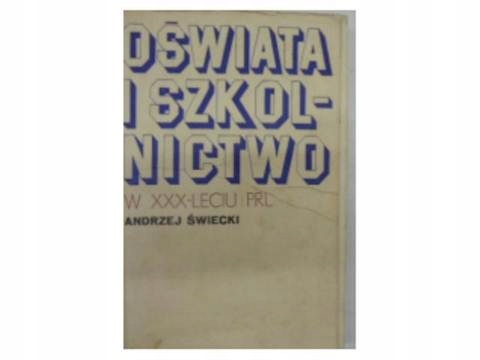 OŚWIATA
I SZKOL-
NICTWO
W XXX-LECIU PRL
ANDRZEJ ŚWIECKI